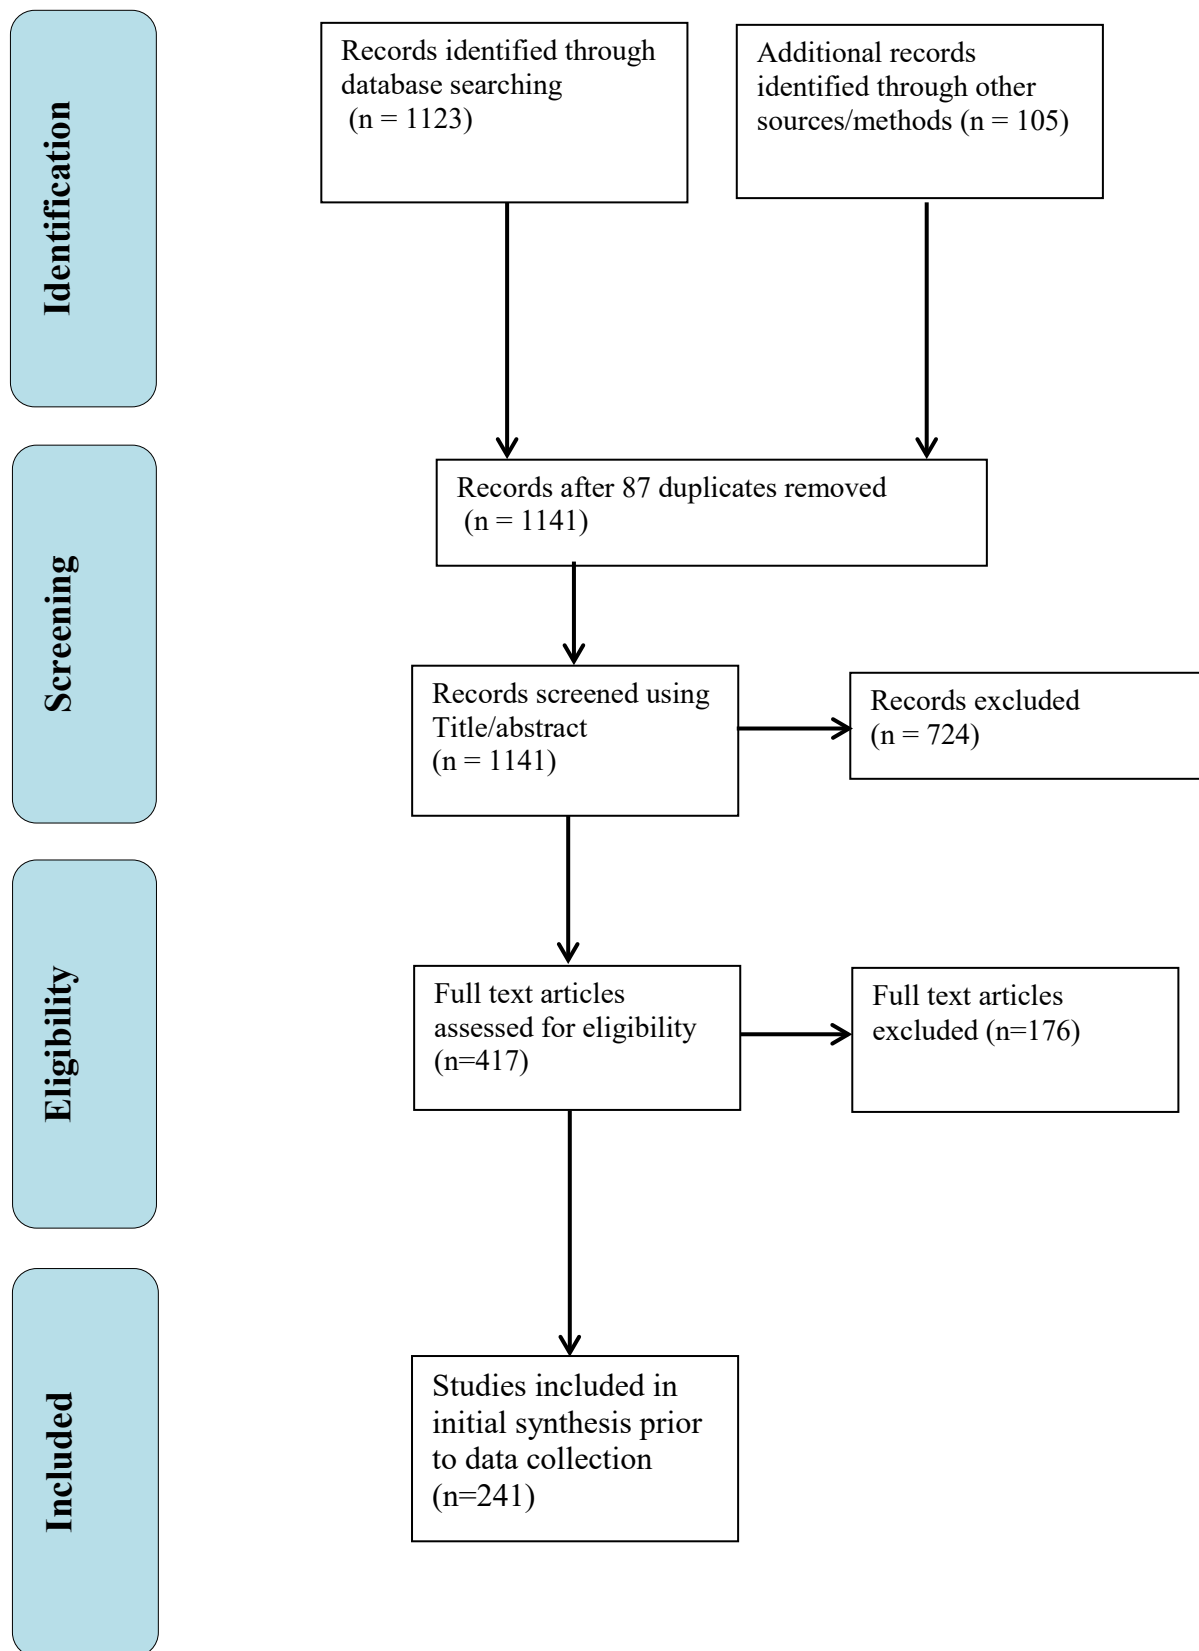 Identification
Records identified through
database searching
(n = 1123)
Additional records
identified through other
sources/methods (n = 105)
Screening
Records after 87 duplicates removed
(n = 1141)
Records screened using
Title/abstract
(n = 1141)
Records excluded
(n = 724)
Eligibility
Full text articles
assessed for eligibility
(n=417)
Full text articles
excluded (n=176)
Included
Studies included in
initial synthesis prior
to data collection
(n=241)